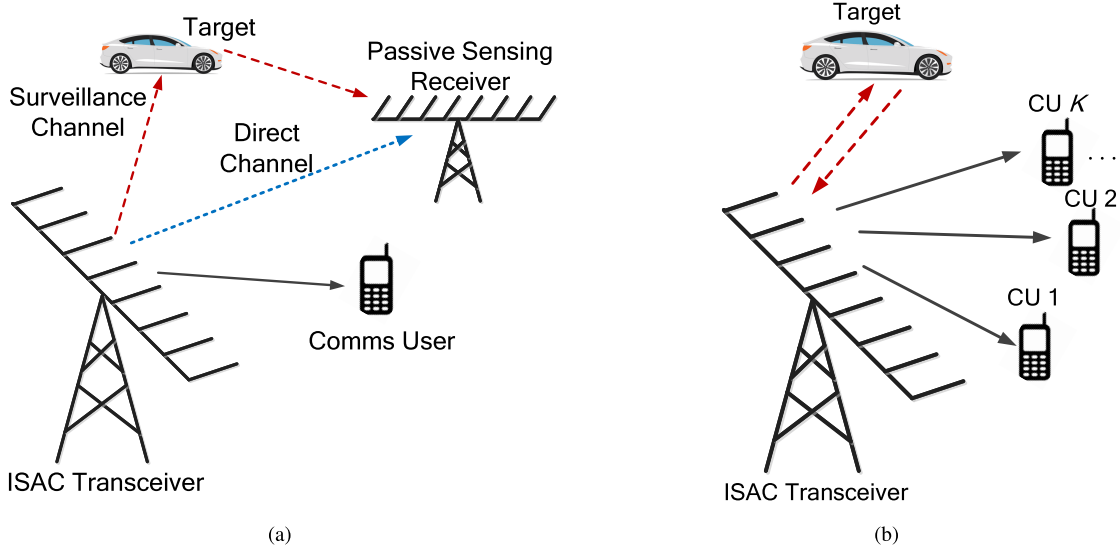 Target
Passive Sensing
Receiver
Surveillance
Channel
Direct
Channel
Comms User
ISAC Transceiver
(a)
Target
CU K
...
CU 2
CU 1
ISAC Transceiver
(b)